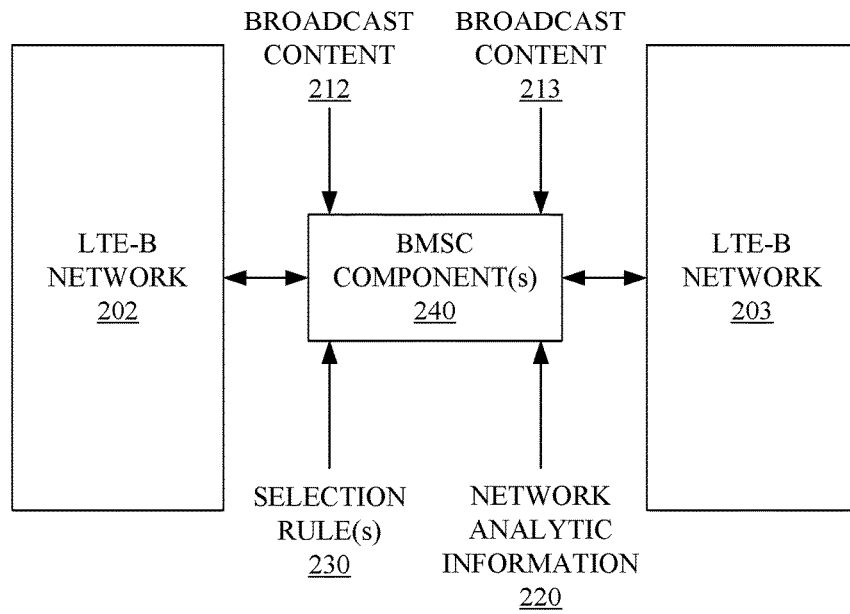 BROADCAST
CONTENT
212
BROADCAST
CONTENT
213
LTE-B
NETWORK
202
BMSC
COMPONENT(s)
240
LTE-B
NETWORK
203
SELECTION
RULE(s)
230
NETWORK
ANALYTIC
INFORMATION
220